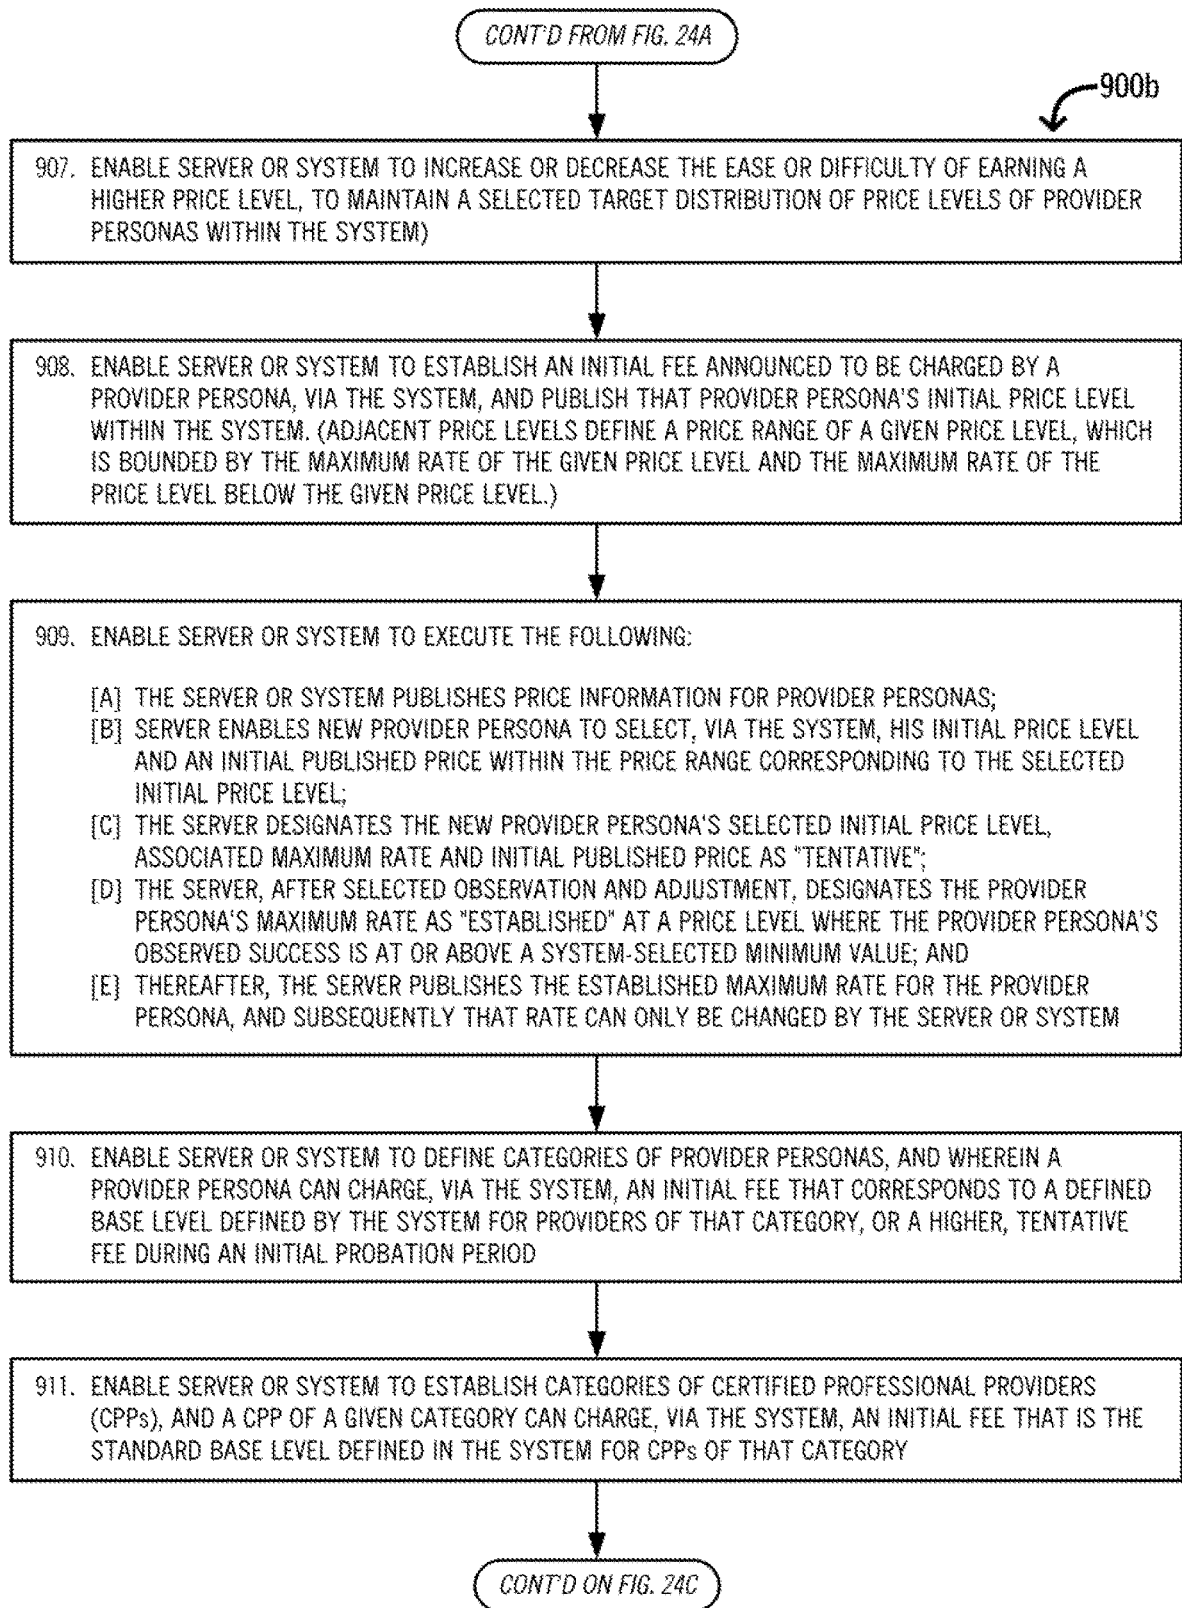 CONT'D FROM FIG. 24A
900b
907. ENABLE SERVER OR SYSTEM TO INCREASE OR DECREASE THE EASE OR DIFFICULTY OF EARNING A
HIGHER PRICE LEVEL, TO MAINTAIN A SELECTED TARGET DISTRIBUTION OF PRICE LEVELS OF PROVIDER
PERSONAS WITHIN THE SYSTEM)
908. ENABLE SERVER OR SYSTEM TO ESTABLISH AN INITIAL FEE ANNOUNCED TO BE CHARGED BY A
PROVIDER PERSONA, VIA THE SYSTEM, AND PUBLISH THAT PROVIDER PERSONA'S INITIAL PRICE LEVEL
WITHIN THE SYSTEM. (ADJACENT PRICE LEVELS DEFINE A PRICE RANGE OF A GIVEN PRICE LEVEL, WHICH
IS BOUNDED BY THE MAXIMUM RATE OF THE GIVEN PRICE LEVEL AND THE MAXIMUM RATE OF THE
PRICE LEVEL BELOW THE GIVEN PRICE LEVEL.)
909. ENABLE SERVER OR SYSTEM TO EXECUTE THE FOLLOWING:
[A] THE SERVER OR SYSTEM PUBLISHES PRICE INFORMATION FOR PROVIDER PERSONAS;
[B] SERVER ENABLES NEW PROVIDER PERSONA TO SELECT, VIA THE SYSTEM, HIS INITIAL PRICE LEVEL
AND AN INITIAL PUBLISHED PRICE WITHIN THE PRICE RANGE CORRESPONDING TO THE SELECTED
INITIAL PRICE LEVEL;
[C] THE SERVER DESIGNATES THE NEW PROVIDER PERSONA'S SELECTED INITIAL PRICE LEVEL,
ASSOCIATED MAXIMUM RATE AND INITIAL PUBLISHED PRICE AS "TENTATIVE";
[D] THE SERVER, AFTER SELECTED OBSERVATION AND ADJUSTMENT, DESIGNATES THE PROVIDER
PERSONA'S MAXIMUM RATE AS "ESTABLISHED" AT A PRICE LEVEL WHERE THE PROVIDER PERSONA'S
OBSERVED SUCCESS IS AT OR ABOVE A SYSTEM-SELECTED MINIMUM VALUE; AND
[E] THEREAFTER, THE SERVER PUBLISHES THE ESTABLISHED MAXIMUM RATE FOR THE PROVIDER
PERSONA, AND SUBSEQUENTLY THAT RATE CAN ONLY BE CHANGED BY THE SERVER OR SYSTEM
910. ENABLE SERVER OR SYSTEM TO DEFINE CATEGORIES OF PROVIDER PERSONAS, AND WHEREIN A
PROVIDER PERSONA CAN CHARGE, VIA THE SYSTEM, AN INITIAL FEE THAT CORRESPONDS TO A DEFINED
BASE LEVEL DEFINED BY THE SYSTEM FOR PROVIDERS OF THAT CATEGORY, OR A HIGHER, TENTATIVE
FEE DURING AN INITIAL PROBATION PERIOD
911. ENABLE SERVER OR SYSTEM TO ESTABLISH CATEGORIES OF CERTIFIED PROFESSIONAL PROVIDERS
(CPPs), AND A CPP OF A GIVEN CATEGORY CAN CHARGE, VIA THE SYSTEM, AN INITIAL FEE THAT IS THE
STANDARD BASE LEVEL DEFINED IN THE SYSTEM FOR CPPs OF THAT CATEGORY
CONT'D ON FIG. 24C